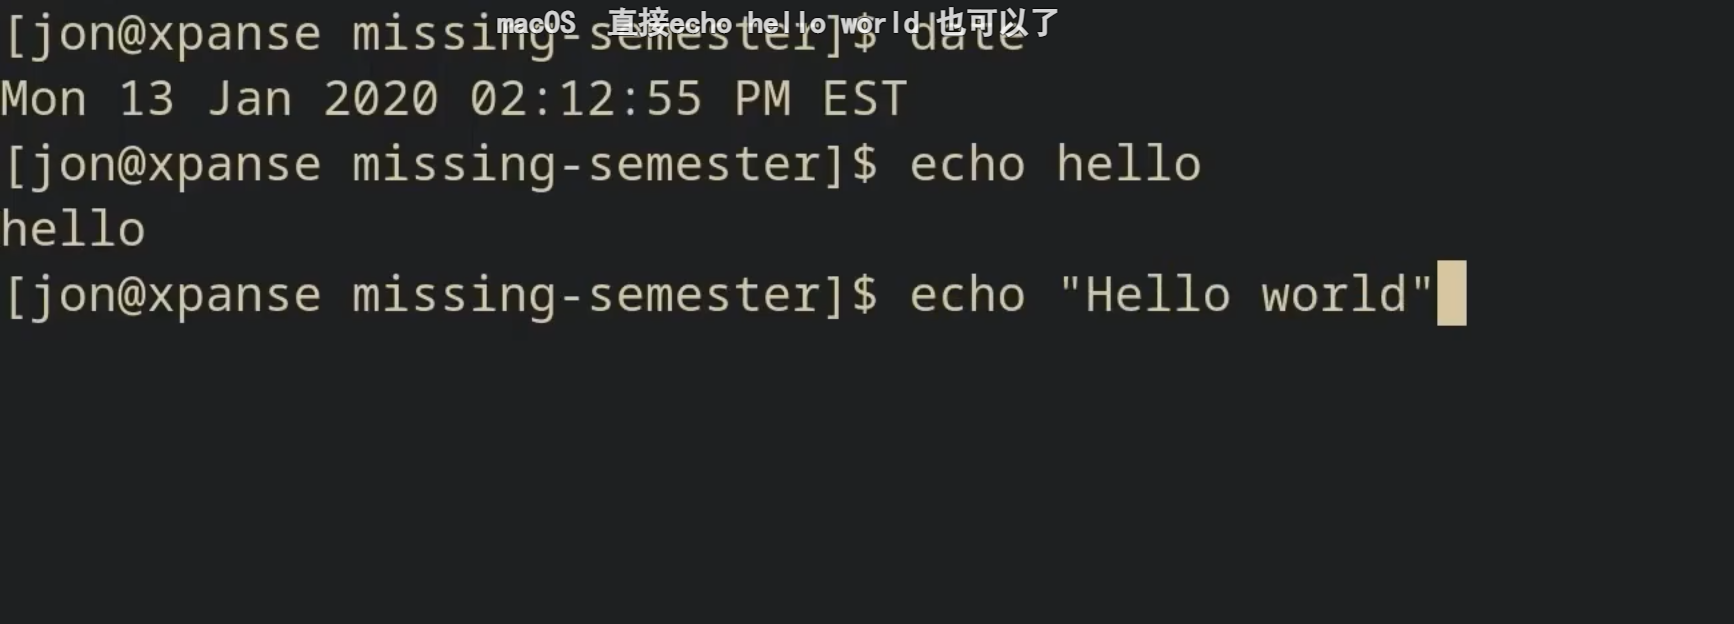 macOS 直接echo hello world 也可以了
[jon@xpanse missing-semester]$ date
Mon 13 Jan 2020 02:12:55 PM EST
[jon@xpanse missing-semester]$ echo hello
hello
[jon@xpanse missing-semester]$ echo "Hello world"